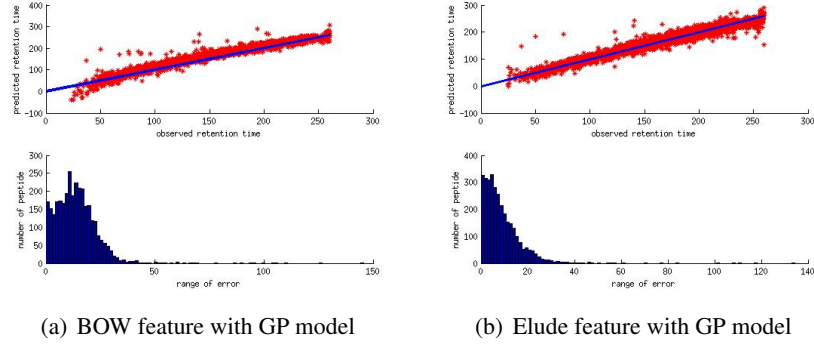 400
300
200
100
0
-100
predicted retention time
0 50 100 150 200 250 300
observed retention time
300
250
200
150
100
50
0
number of peptide
0 50 100 150
range of error
(a) BOW feature with GP model
300
200
100
0
-100
predicted retention time
0 50 100 150 200 250 300
observed retention time
400
300
200
100
0
number of peptide
0 20 40 60 80 100 120 140
range of error
(b) Elude feature with GP model